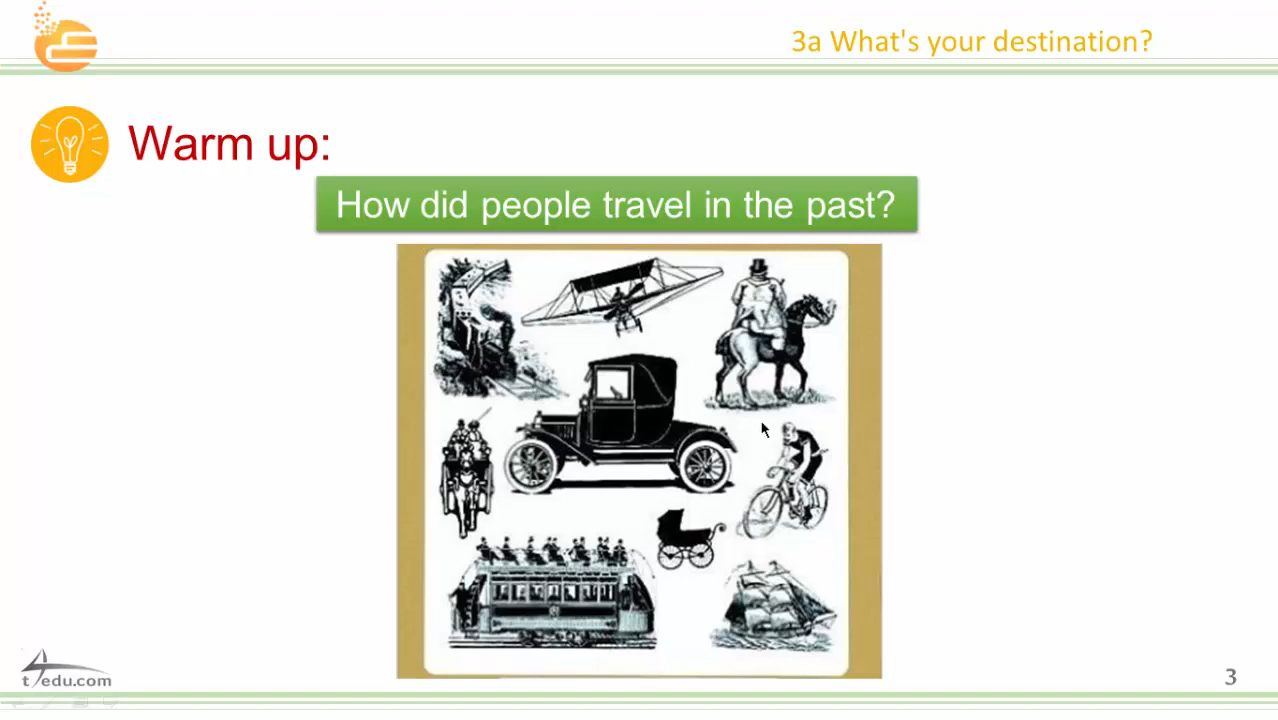 3a What's your destination?
Warm up:
How did people travel in the past?
t edu.com
3